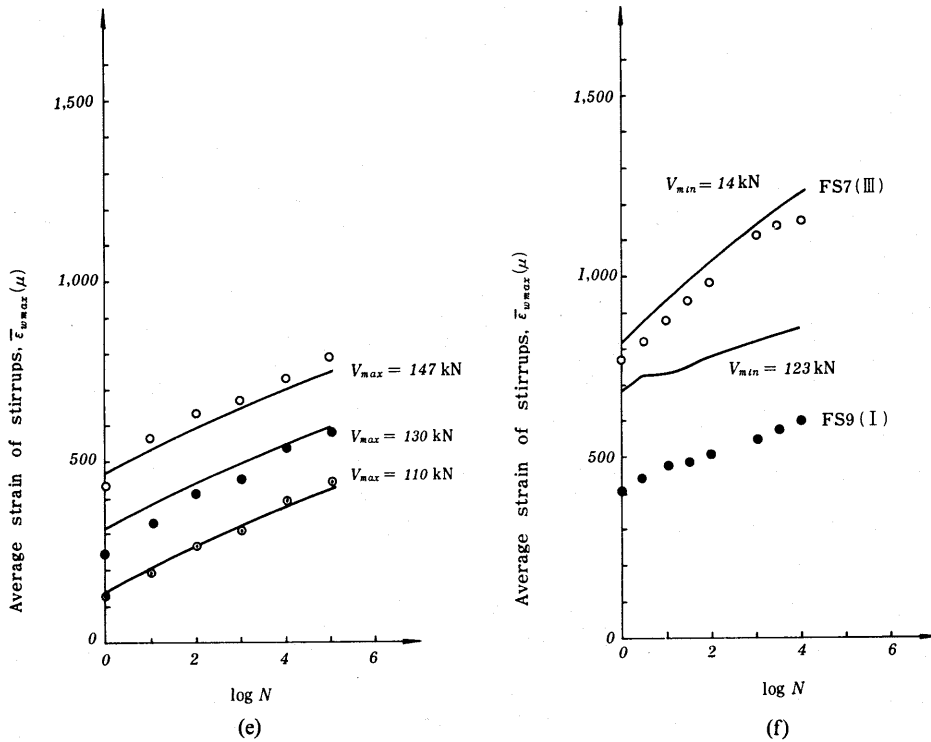 Average strain of stirrups, ε̄wmax(μ)
1,500
1,000
500
0
Vmax = 147 kN
Vmax = 130 kN
Vmax = 110 kN
0 2 4 6
log N
(e)
Average strain of stirrups, ε̄wmax(μ)
1,500
1,000
500
0
Vmin = 14 kN
FS7(Ⅲ)
Vmin = 123 kN
FS9(Ⅰ)
0 2 4 6
log N
(f)